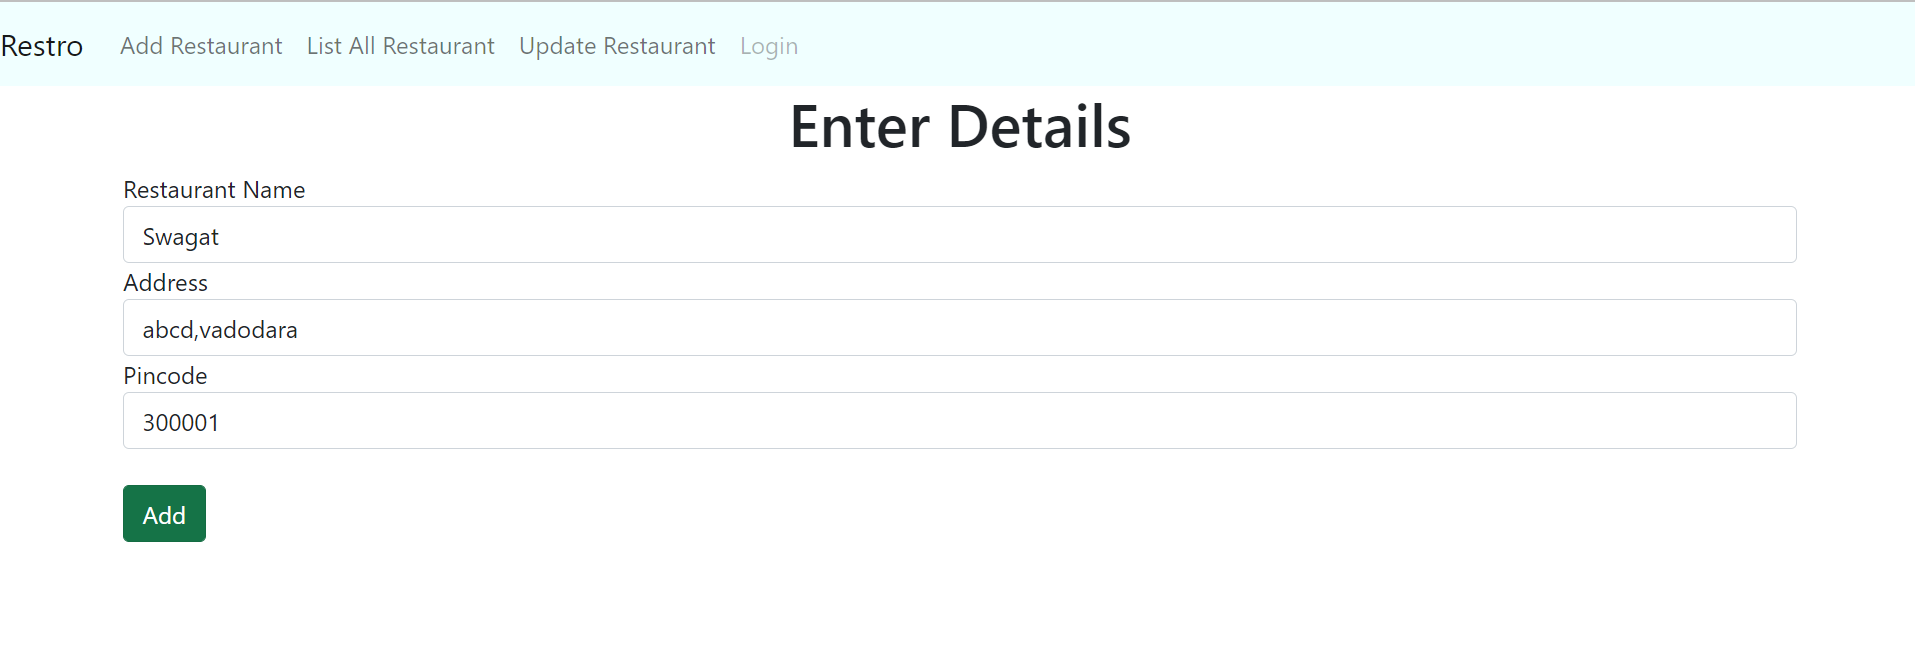 Restro Add Restaurant List All Restaurant Update Restaurant Login
Enter Details
Restaurant Name
Swagat
Address
abcd,vadodara
Pincode
300001
Add